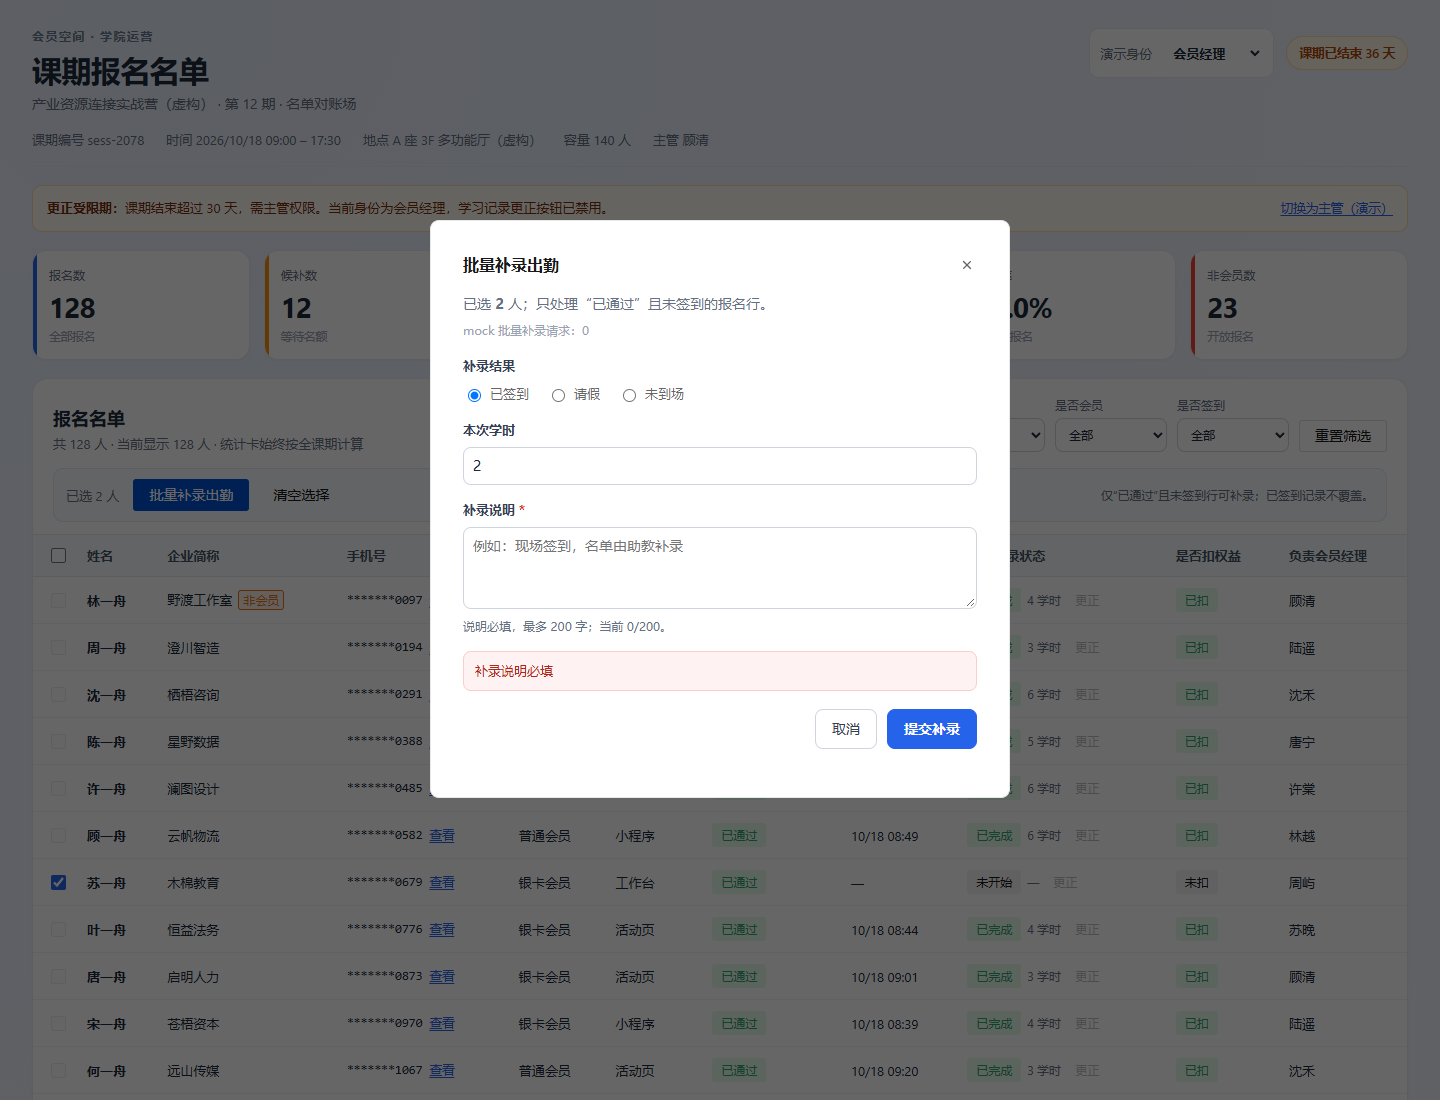 会员空间 · 学院运营
课期报名名单
产业资源连接实战营（虚构） · 第 12 期 · 名单对账场
课期编号 sess-2078 时间 2026/10/18 09:00 – 17:30 地点 A 座 3F 多功能厅（虚构） 容量 140 人 主管 顾清
演示身份 会员经理 课期已结束 36 天
更正受限期：课期结束超过 30 天，需主管权限。当前身份为会员经理，学习记录更正按钮已禁用。 切换为主管（演示）
报名数
128
全部报名
候补数
12
等待名额
.0%
报名
非会员数
23
开放报名
报名名单
共 128 人 · 当前显示 128 人 · 统计卡始终按全课期计算
是否会员 是否签到
全部 全部 重置筛选
已选 2 人 批量补录出勤 清空选择 仅“已通过”且未签到行可补录；已签到记录不覆盖。
批量补录出勤 ×
已选 2 人；只处理“已通过”且未签到的报名行。
mock 批量补录请求：0
补录结果
已签到 请假 未到场
本次学时
2
补录说明 *
例如：现场签到，名单由助教补录
说明必填，最多 200 字；当前 0/200。
补录说明必填
取消 提交补录
姓名 企业简称 手机号 录状态 是否扣权益 负责会员经理
林一舟 野渡工作室 非会员 *******0097 4 学时 更正 已扣 顾清
周一舟 澄川智造 *******0194 3 学时 更正 已扣 陆遥
沈一舟 栖梧咨询 *******0291 6 学时 更正 已扣 沈禾
陈一舟 星野数据 *******0388 5 学时 更正 已扣 唐宁
许一舟 澜图设计 *******0485 6 学时 更正 已扣 许棠
顾一舟 云帆物流 *******0582 查看 普通会员 小程序 已通过 10/18 08:49 已完成 6 学时 更正 已扣 林越
苏一舟 木棉教育 *******0679 查看 银卡会员 工作台 已通过 — 未开始 — 更正 未扣 周屿
叶一舟 恒益法务 *******0776 查看 银卡会员 活动页 已通过 10/18 08:44 已完成 4 学时 更正 已扣 苏晚
唐一舟 启明人力 *******0873 查看 银卡会员 活动页 已通过 10/18 09:01 已完成 3 学时 更正 已扣 顾清
宋一舟 苍梧资本 *******0970 查看 银卡会员 小程序 已通过 10/18 08:39 已完成 4 学时 更正 已扣 陆遥
何一舟 远山传媒 *******1067 查看 普通会员 活动页 已通过 10/18 09:20 已完成 3 学时 更正 已扣 沈禾